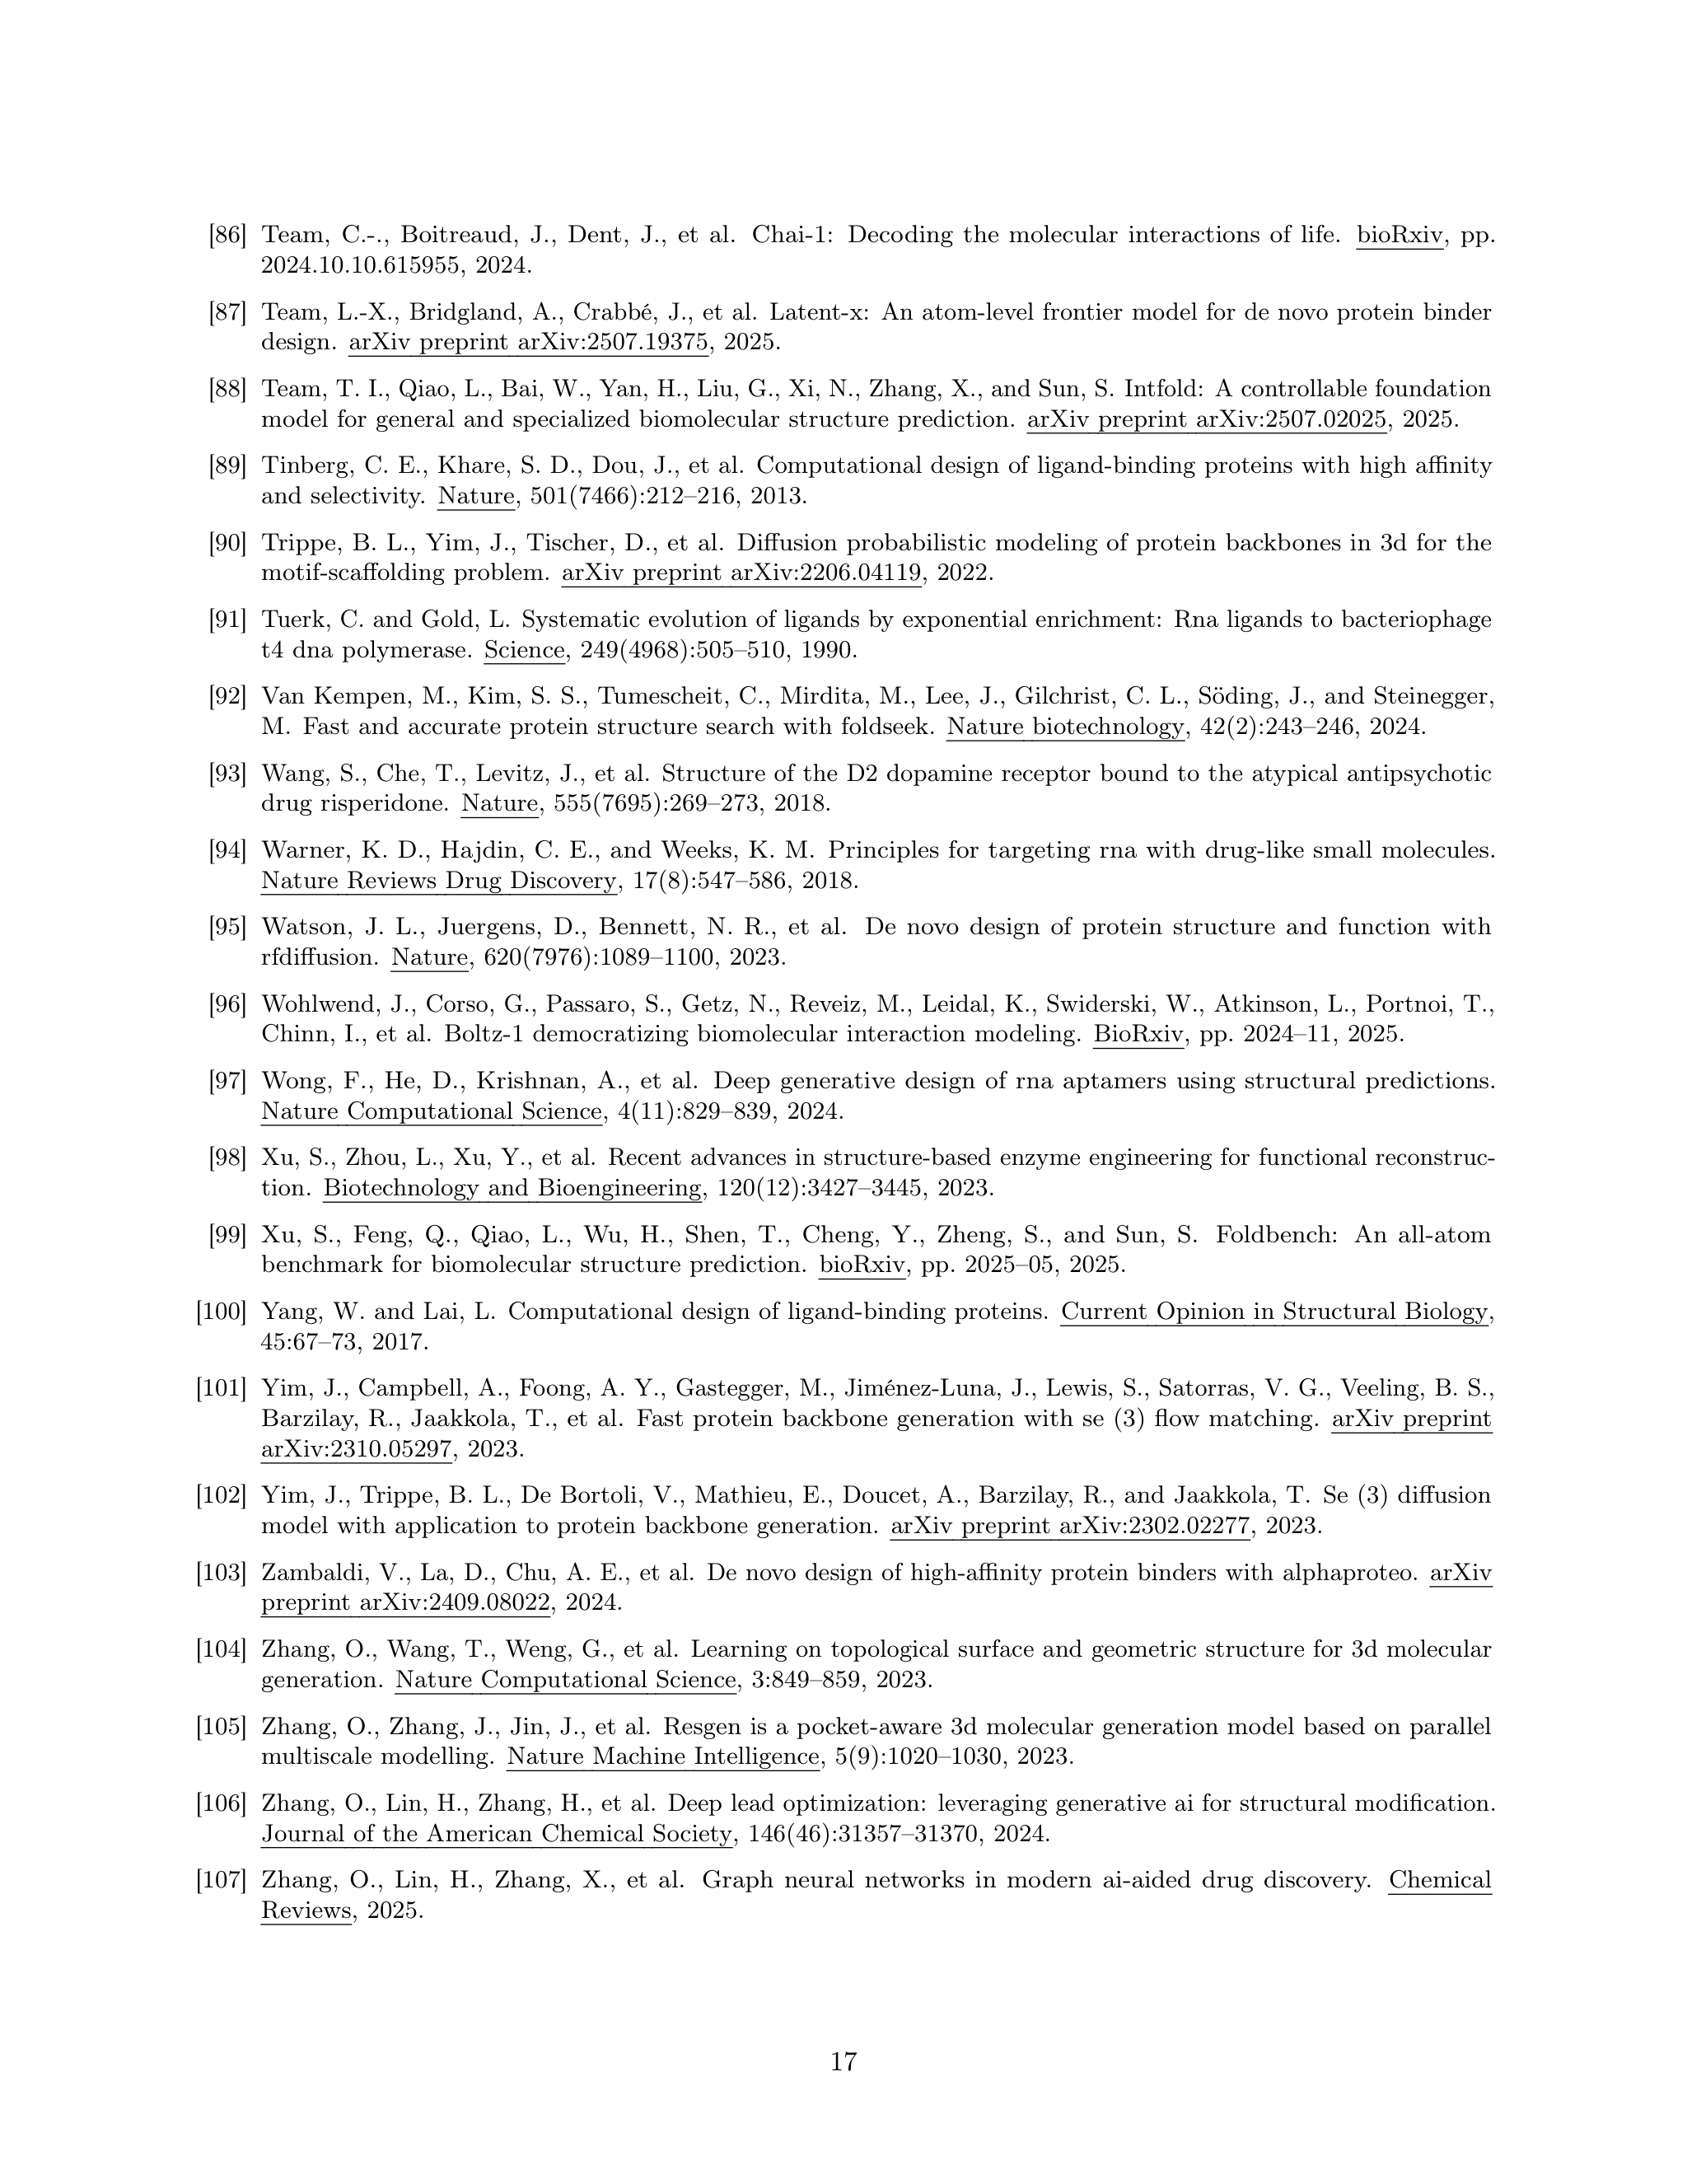 [86] Team, C.-., Boitreaud, J., Dent, J., et al. Chai-1: Decoding the molecular interactions of life. bioRxiv, pp.
2024.10.10.615955, 2024.
[87] Team, L.-X., Bridgland, A., Crabbé, J., et al. Latent-x: An atom-level frontier model for de novo protein binder
design. arXiv preprint arXiv:2507.19375, 2025.
[88] Team, T. I., Qiao, L., Bai, W., Yan, H., Liu, G., Xi, N., Zhang, X., and Sun, S. Intfold: A controllable foundation
model for general and specialized biomolecular structure prediction. arXiv preprint arXiv:2507.02025, 2025.
[89] Tinberg, C. E., Khare, S. D., Dou, J., et al. Computational design of ligand-binding proteins with high affinity
and selectivity. Nature, 501(7466):212–216, 2013.
[90] Trippe, B. L., Yim, J., Tischer, D., et al. Diffusion probabilistic modeling of protein backbones in 3d for the
motif-scaffolding problem. arXiv preprint arXiv:2206.04119, 2022.
[91] Tuerk, C. and Gold, L. Systematic evolution of ligands by exponential enrichment: Rna ligands to bacteriophage
t4 dna polymerase. Science, 249(4968):505–510, 1990.
[92] Van Kempen, M., Kim, S. S., Tumescheit, C., Mirdita, M., Lee, J., Gilchrist, C. L., Söding, J., and Steinegger,
M. Fast and accurate protein structure search with foldseek. Nature biotechnology, 42(2):243–246, 2024.
[93] Wang, S., Che, T., Levitz, J., et al. Structure of the D2 dopamine receptor bound to the atypical antipsychotic
drug risperidone. Nature, 555(7695):269–273, 2018.
[94] Warner, K. D., Hajdin, C. E., and Weeks, K. M. Principles for targeting rna with drug-like small molecules.
Nature Reviews Drug Discovery, 17(8):547–586, 2018.
[95] Watson, J. L., Juergens, D., Bennett, N. R., et al. De novo design of protein structure and function with
rfdiffusion. Nature, 620(7976):1089–1100, 2023.
[96] Wohlwend, J., Corso, G., Passaro, S., Getz, N., Reveiz, M., Leidal, K., Swiderski, W., Atkinson, L., Portnoi, T.,
Chinn, I., et al. Boltz-1 democratizing biomolecular interaction modeling. BioRxiv, pp. 2024–11, 2025.
[97] Wong, F., He, D., Krishnan, A., et al. Deep generative design of rna aptamers using structural predictions.
Nature Computational Science, 4(11):829–839, 2024.
[98] Xu, S., Zhou, L., Xu, Y., et al. Recent advances in structure-based enzyme engineering for functional reconstruc-
tion. Biotechnology and Bioengineering, 120(12):3427–3445, 2023.
[99] Xu, S., Feng, Q., Qiao, L., Wu, H., Shen, T., Cheng, Y., Zheng, S., and Sun, S. Foldbench: An all-atom
benchmark for biomolecular structure prediction. bioRxiv, pp. 2025–05, 2025.
[100] Yang, W. and Lai, L. Computational design of ligand-binding proteins. Current Opinion in Structural Biology,
45:67–73, 2017.
[101] Yim, J., Campbell, A., Foong, A. Y., Gastegger, M., Jiménez-Luna, J., Lewis, S., Satorras, V. G., Veeling, B. S.,
Barzilay, R., Jaakkola, T., et al. Fast protein backbone generation with se (3) flow matching. arXiv preprint
arXiv:2310.05297, 2023.
[102] Yim, J., Trippe, B. L., De Bortoli, V., Mathieu, E., Doucet, A., Barzilay, R., and Jaakkola, T. Se (3) diffusion
model with application to protein backbone generation. arXiv preprint arXiv:2302.02277, 2023.
[103] Zambaldi, V., La, D., Chu, A. E., et al. De novo design of high-affinity protein binders with alphaproteo. arXiv
preprint arXiv:2409.08022, 2024.
[104] Zhang, O., Wang, T., Weng, G., et al. Learning on topological surface and geometric structure for 3d molecular
generation. Nature Computational Science, 3:849–859, 2023.
[105] Zhang, O., Zhang, J., Jin, J., et al. Resgen is a pocket-aware 3d molecular generation model based on parallel
multiscale modelling. Nature Machine Intelligence, 5(9):1020–1030, 2023.
[106] Zhang, O., Lin, H., Zhang, H., et al. Deep lead optimization: leveraging generative ai for structural modification.
Journal of the American Chemical Society, 146(46):31357–31370, 2024.
[107] Zhang, O., Lin, H., Zhang, X., et al. Graph neural networks in modern ai-aided drug discovery. Chemical
Reviews, 2025.
17